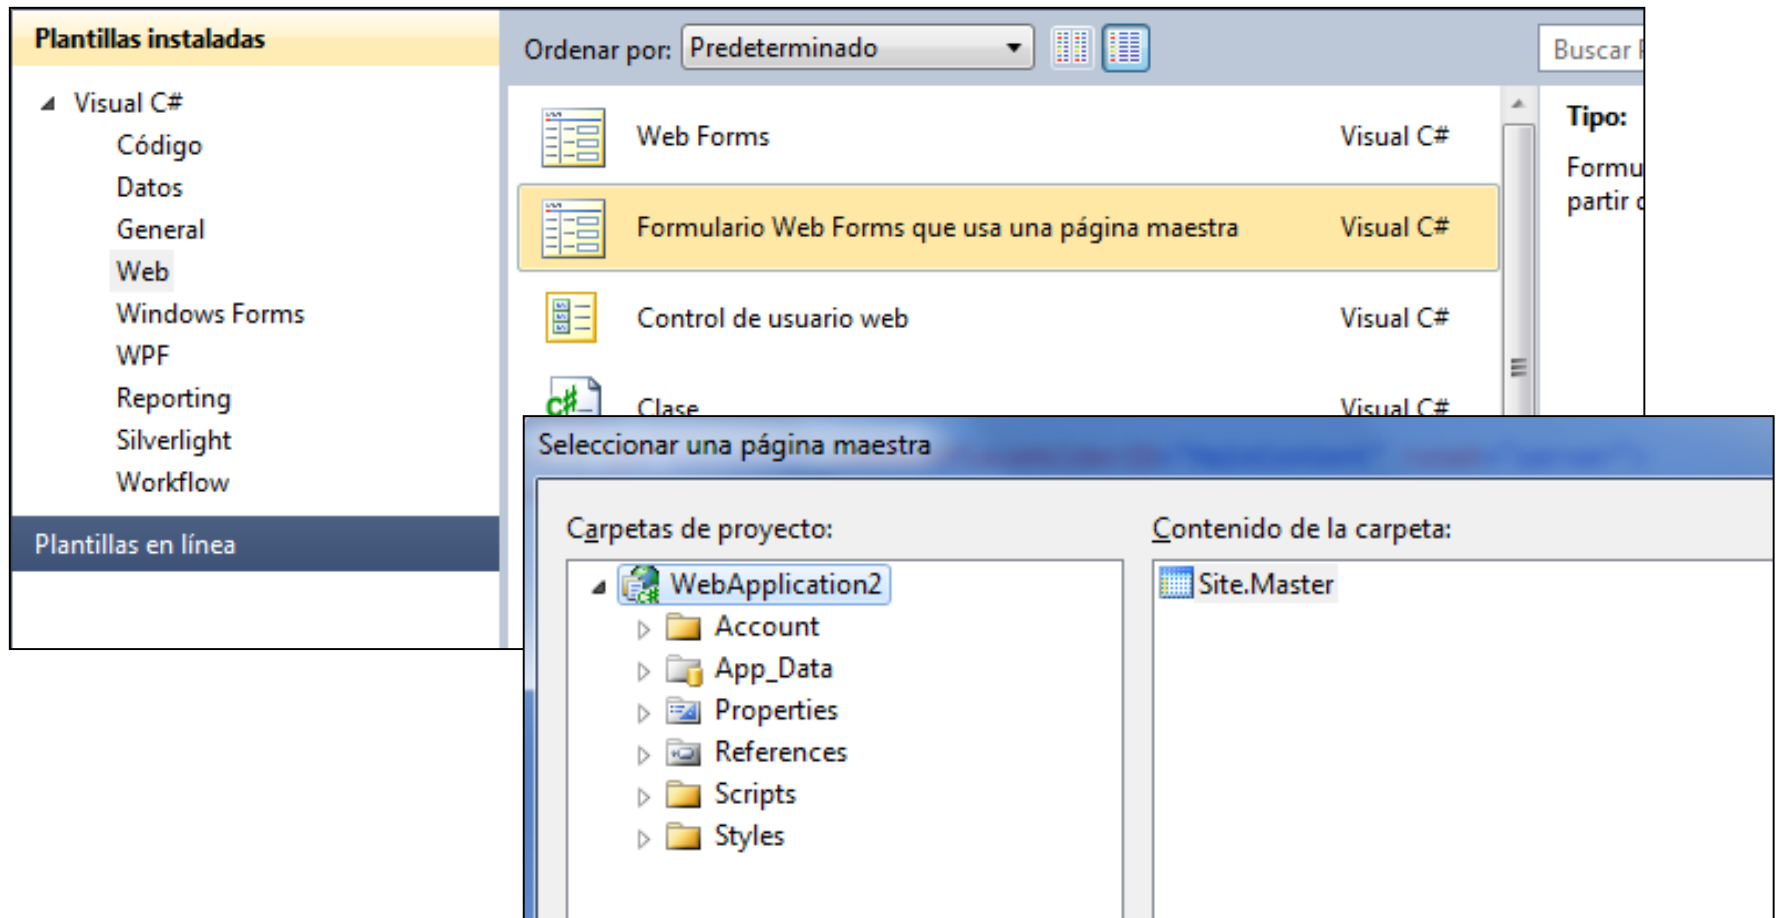 Plantillas instaladas
Visual C#
Código
Datos
General
Web
Windows Forms
WPF
Reporting
Silverlight
Workflow
Plantillas en línea
Ordenar por: Predeterminado
Buscar
Web Forms Visual C#
Formulario Web Forms que usa una página maestra Visual C#
Control de usuario web Visual C#
Clase Visual C#
Tipo:
Formu
partir
Seleccionar una página maestra
Carpetas de proyecto:
WebApplication2
Account
App_Data
Properties
References
Scripts
Styles
Contenido de la carpeta:
Site.Master